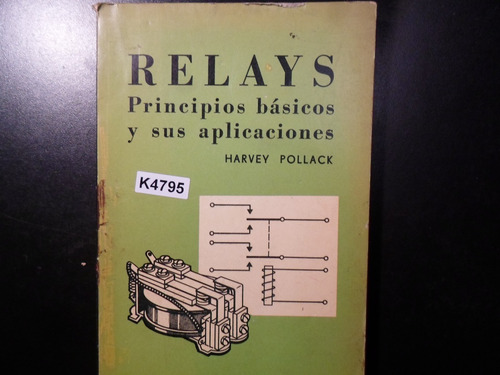 RELAYS
Principios básicos
y sus aplicaciones
HARVEY POLLACK
K4795